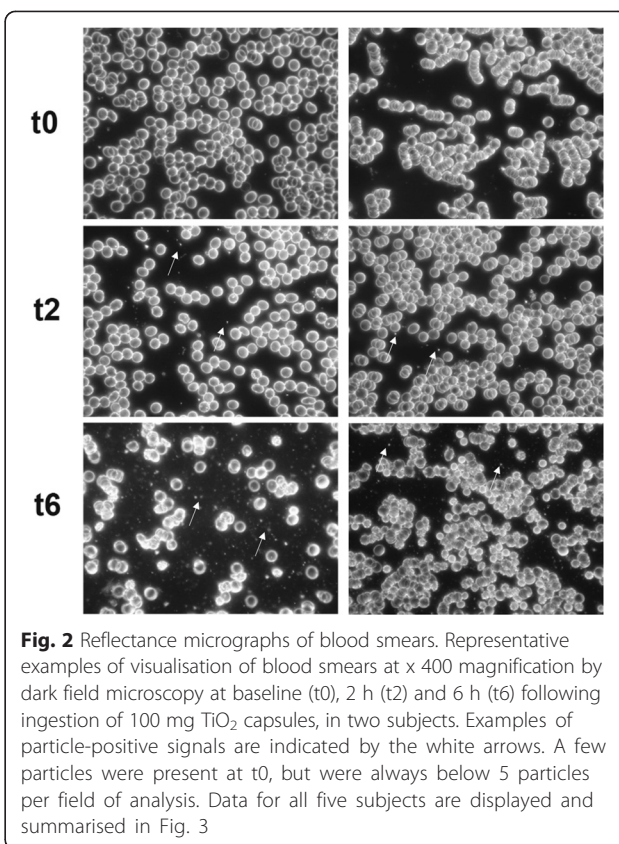 t0
t2
t6
Fig. 2 Reflectance micrographs of blood smears. Representative
examples of visualisation of blood smears at x 400 magnification by
dark field microscopy at baseline (t0), 2 h (t2) and 6 h (t6) following
ingestion of 100 mg TiO₂ capsules, in two subjects. Examples of
particle-positive signals are indicated by the white arrows. A few
particles were present at t0, but were always below 5 particles
per field of analysis. Data for all five subjects are displayed and
summarised in Fig. 3